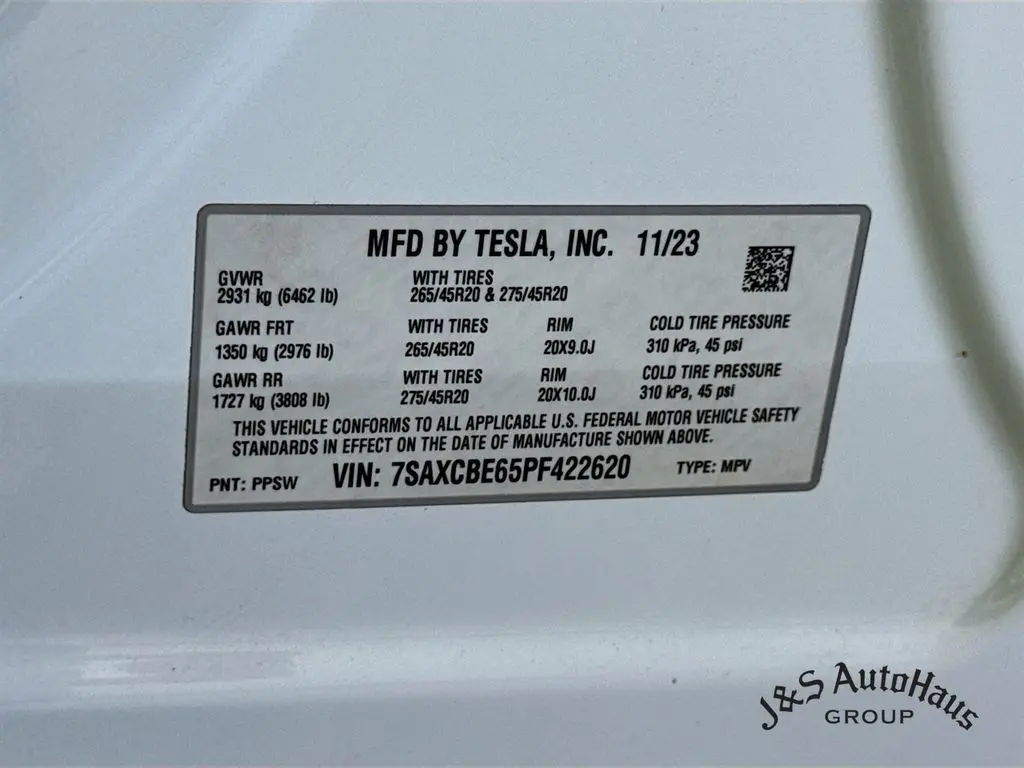 MFD BY TESLA, INC. 11/23
GVWR WITH TIRES
2931 kg (6462 lb) 265/45R20 & 275/45R20
GAWR FRT WITH TIRES RIM COLD TIRE PRESSURE
1350 kg (2976 lb) 265/45R20 20X9.0J 310 kPa, 45 psi
GAWR RR WITH TIRES RIM COLD TIRE PRESSURE
1727 kg (3808 lb) 275/45R20 20X10.0J 310 kPa, 45 psi
THIS VEHICLE CONFORMS TO ALL APPLICABLE U.S. FEDERAL MOTOR VEHICLE SAFETY
STANDARDS IN EFFECT ON THE DATE OF MANUFACTURE SHOWN ABOVE.
PNT: PPSW VIN: 7SAXCBE65PF422620 TYPE: MPV
J&S AutoHaus
GROUP